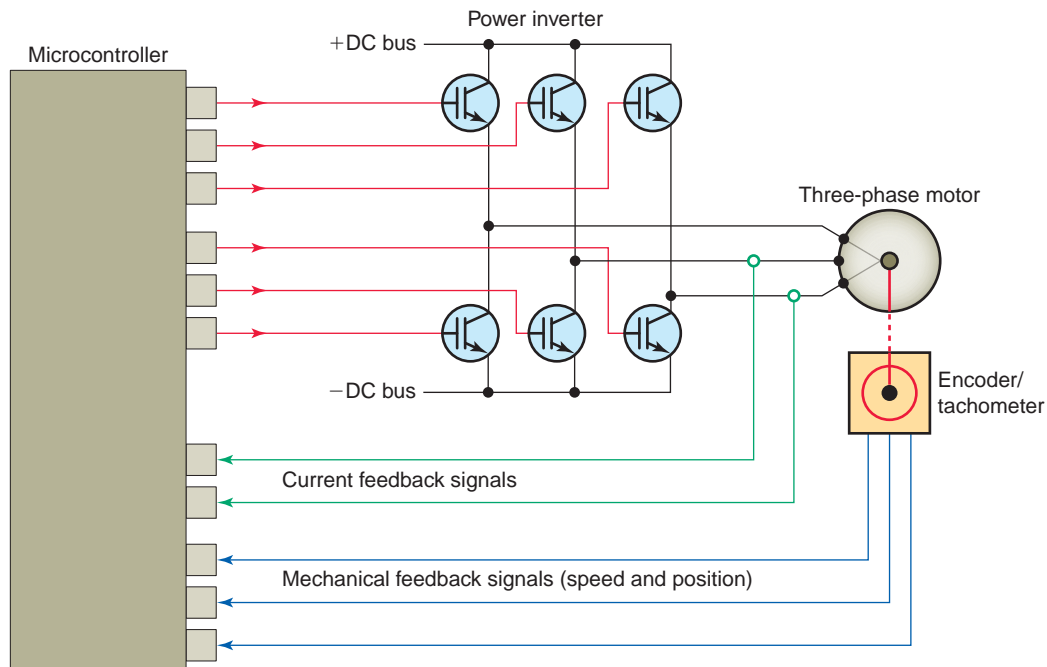 Power inverter
+DC bus
Microcontroller
Three-phase motor
−DC bus
Encoder/
tachometer
Current feedback signals
Mechanical feedback signals (speed and position)